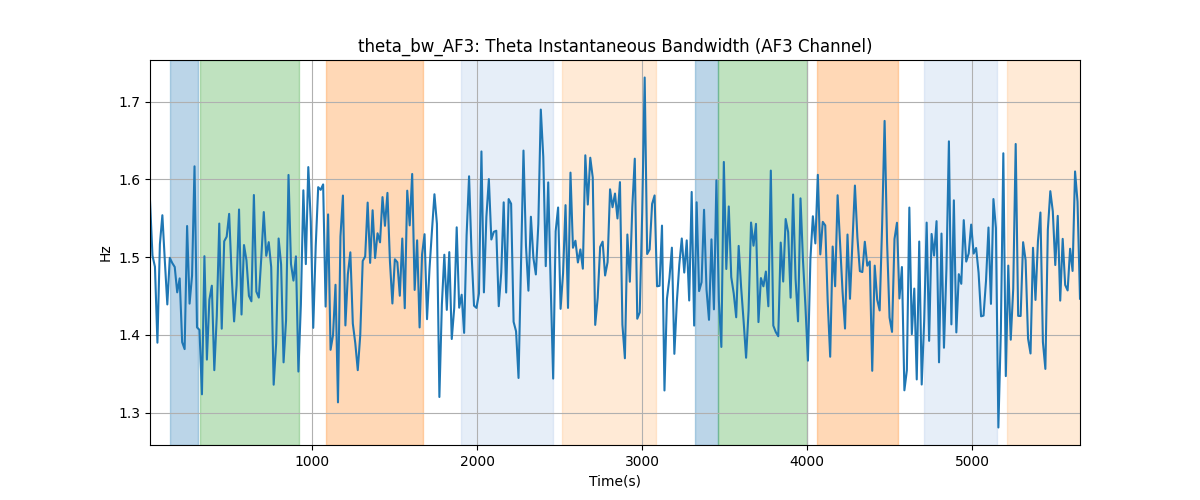 theta_bw_AF3: Theta Instantaneous Bandwidth (AF3 Channel)
1.7
1.6
1.5
1.4
1.3
Hz
1000 2000 3000 4000 5000
Time(s)